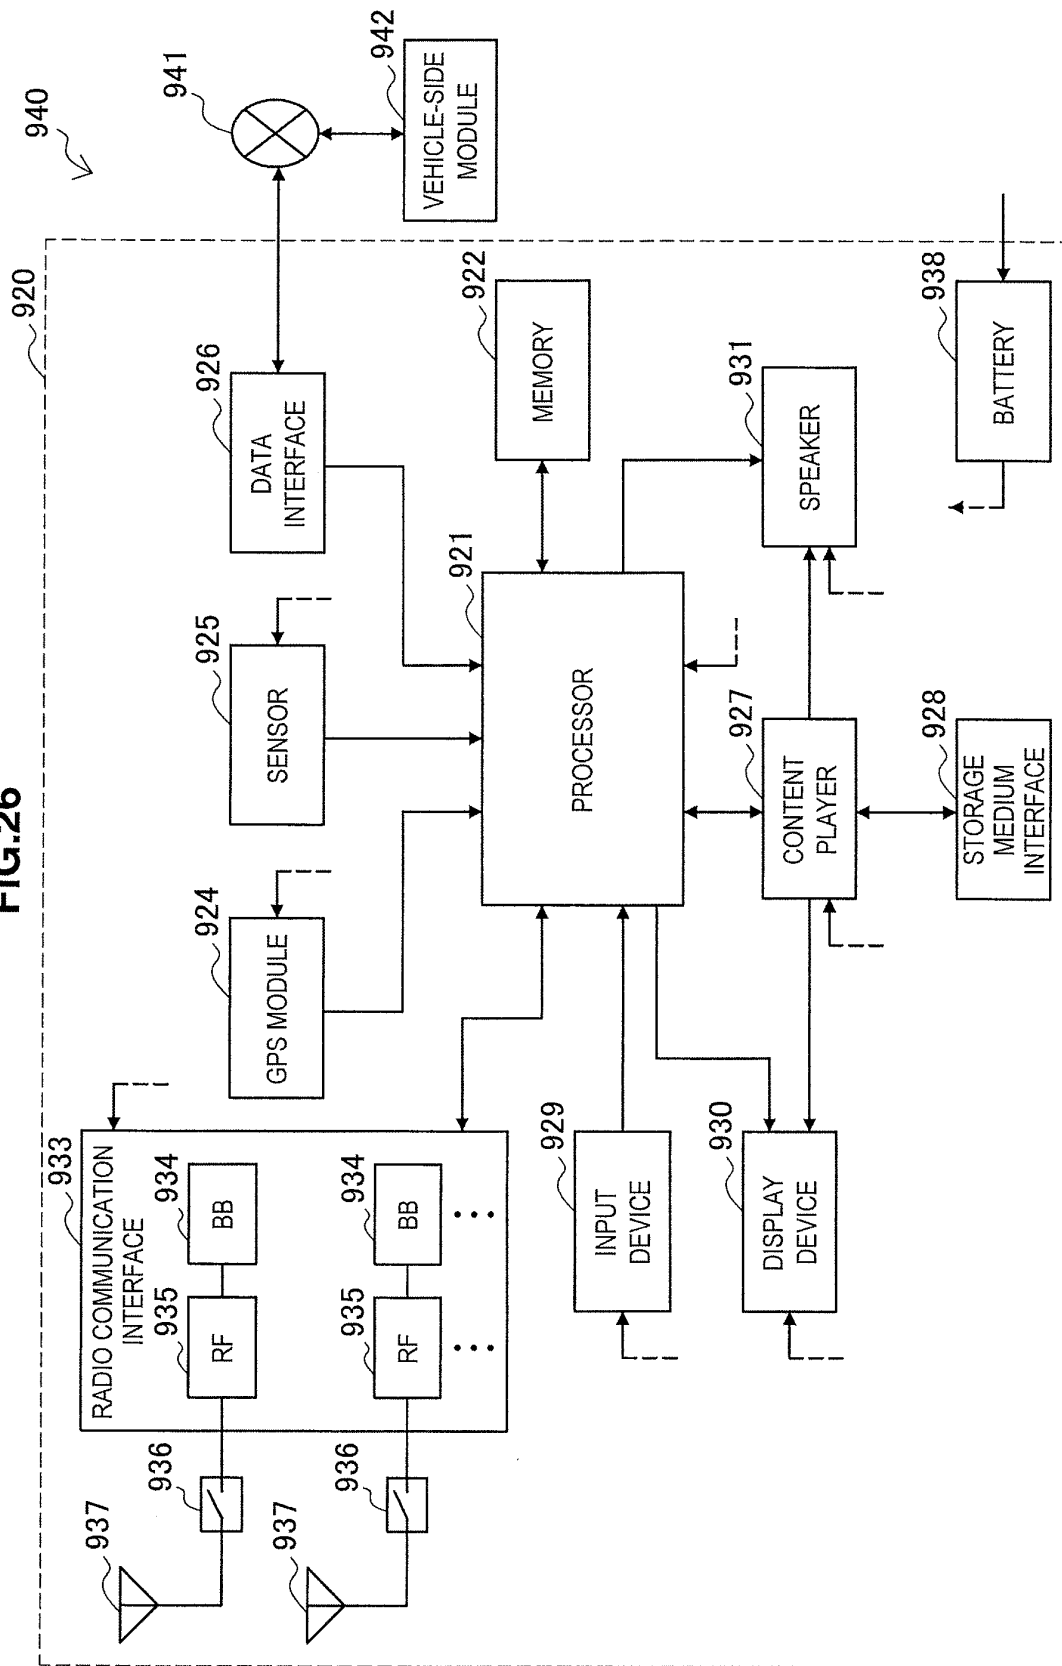 FIG.26
940
920
941
942
VEHICLE-SIDE
MODULE
933
RADIO COMMUNICATION
INTERFACE
937
936
935
RF
934
BB
937
936
935
RF
934
BB
924
GPS MODULE
925
SENSOR
926
DATA
INTERFACE
921
PROCESSOR
922
MEMORY
929
INPUT
DEVICE
930
DISPLAY
DEVICE
927
CONTENT
PLAYER
931
SPEAKER
928
STORAGE
MEDIUM
INTERFACE
938
BATTERY